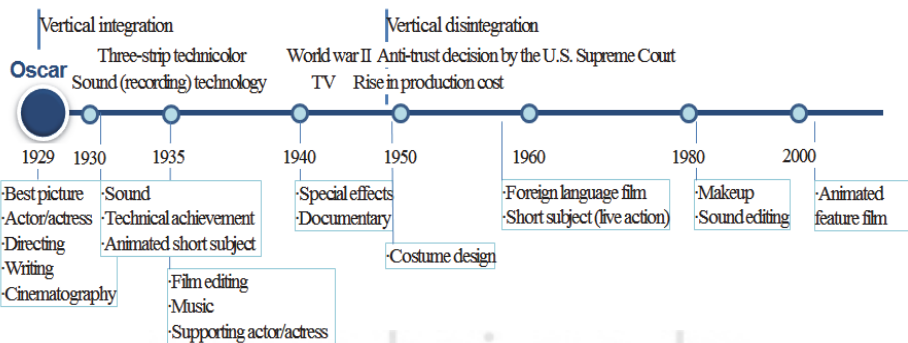 Vertical integration
Vertical disintegration
Three-strip technicolor
World war II Anti-trust decision by the U.S. Supreme Court
Oscar
Sound (recording) technology
TV Rise in production cost
1929 1930 1935 1940 1950 1960 1980 2000
·Best picture
·Actor/actress
·Directing
·Writing
·Cinematography
·Sound
·Technical achievement
·Animated short subject
·Film editing
·Music
·Supporting actor/actress
·Special effects
·Documentary
·Costume design
·Foreign language film
·Short subject (live action)
·Makeup
·Sound editing
·Animated
feature film